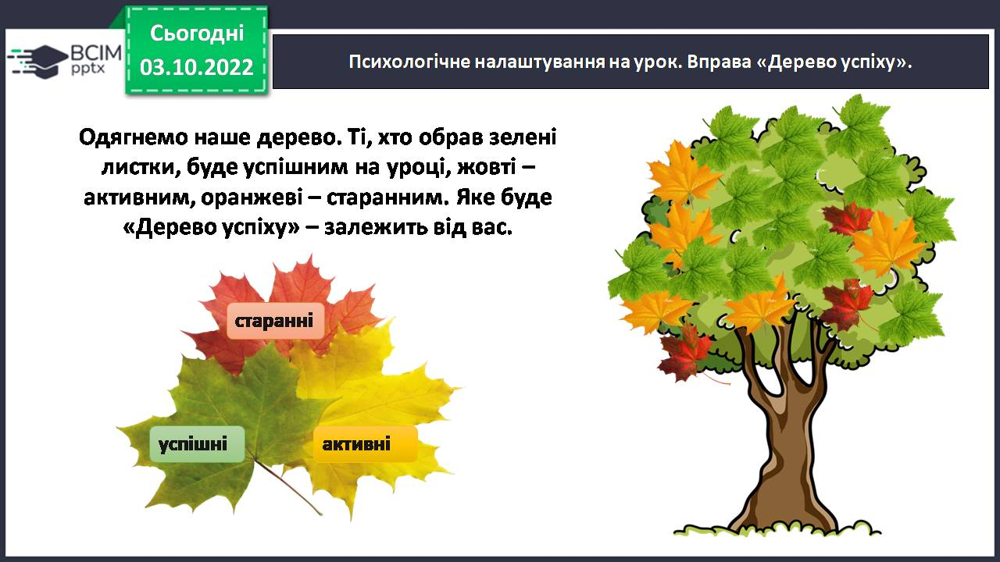 Сьогодні
03.10.2022
ВСІМ
pptx
Психологічне налаштування на урок. Вправа «Дерево успіху».
Одягнемо наше дерево. Ті, хто обрав зелені
листки, буде успішним на уроці, жовті –
активним, оранжеві – старанним. Яке буде
«Дерево успіху» – залежить від вас.
старанні
успішні
активні